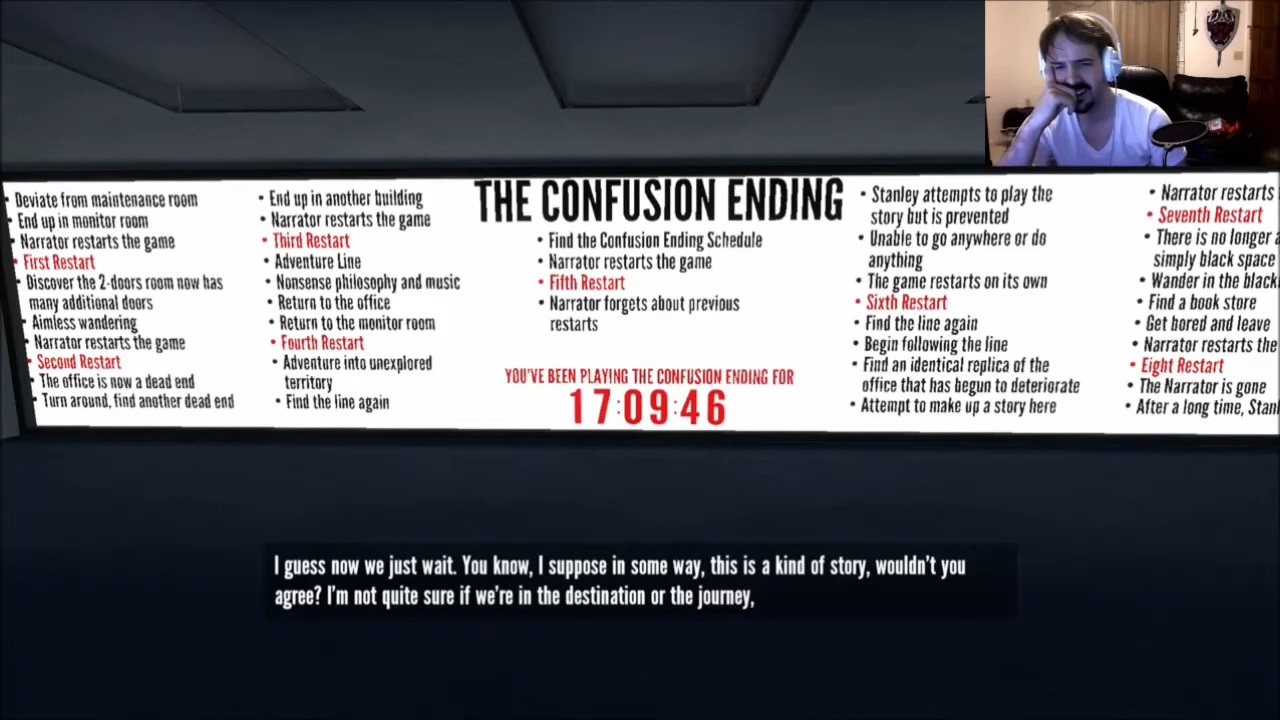 • Deviate from maintenance room
• End up in monitor room
• Narrator restarts the game
• First Restart
• Discover the 2-doors room now has
many additional doors
• Aimless wandering
• Narrator restarts the game
• Second Restart
• The office is now a dead end
• Turn around, find another dead end
• End up in another building
• Narrator restarts the game
• Third Restart
• Adventure Line
• Nonsense philosophy and music
• Return to the office
• Return to the monitor room
• Fourth Restart
• Adventure into unexplored
territory
• Find the line again
THE CONFUSION ENDING
• Find the Confusion Ending Schedule
• Narrator restarts the game
• Fifth Restart
• Narrator forgets about previous
restarts
YOU'VE BEEN PLAYING THE CONFUSION ENDING FOR
17:09:46
• Stanley attempts to play the
story but is prevented
• Unable to go anywhere or do
anything
• The game restarts on its own
• Sixth Restart
• Find the line again
• Begin following the line
• Find an identical replica of the
office that has begun to deteriorate
• Attempt to make up a story here
• Narrator restarts
• Seventh Restart
• There is no longer
simply black space
• Wander in the black
• Find a book store
• Get bored and leave
• Narrator restarts the
• Eight Restart
• The Narrator is gone
• After a long time,
I guess now we just wait. You know, I suppose in some way, this is a kind of story, wouldn't you
agree? I'm not quite sure if we're in the destination or the journey,